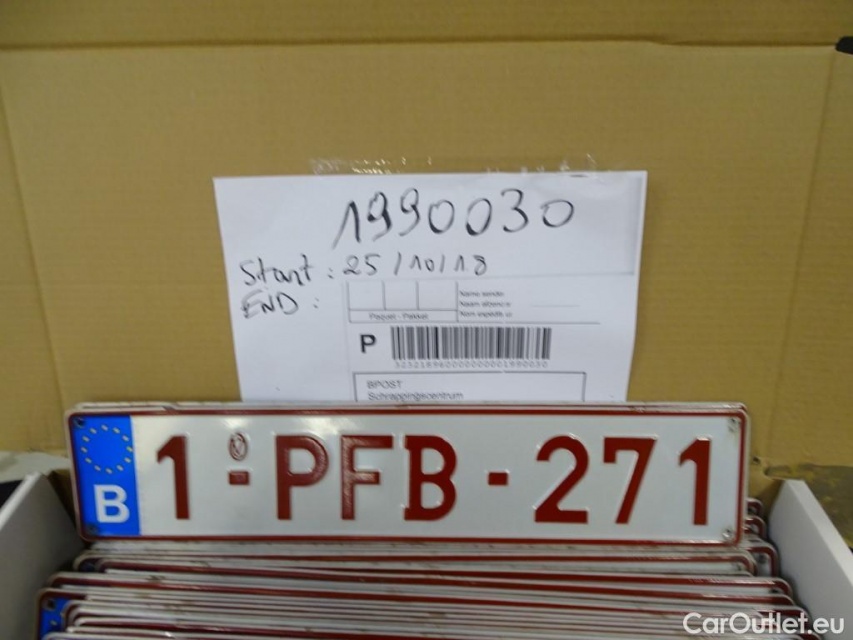 1990030
Start : 25/10/18
END :
Name sender
Naam afzender
Nom expéditeur
Paquet - Pakket
P
BPOST
Schrappingscentrum
B 1-PFB-271
CarOutlet.eu